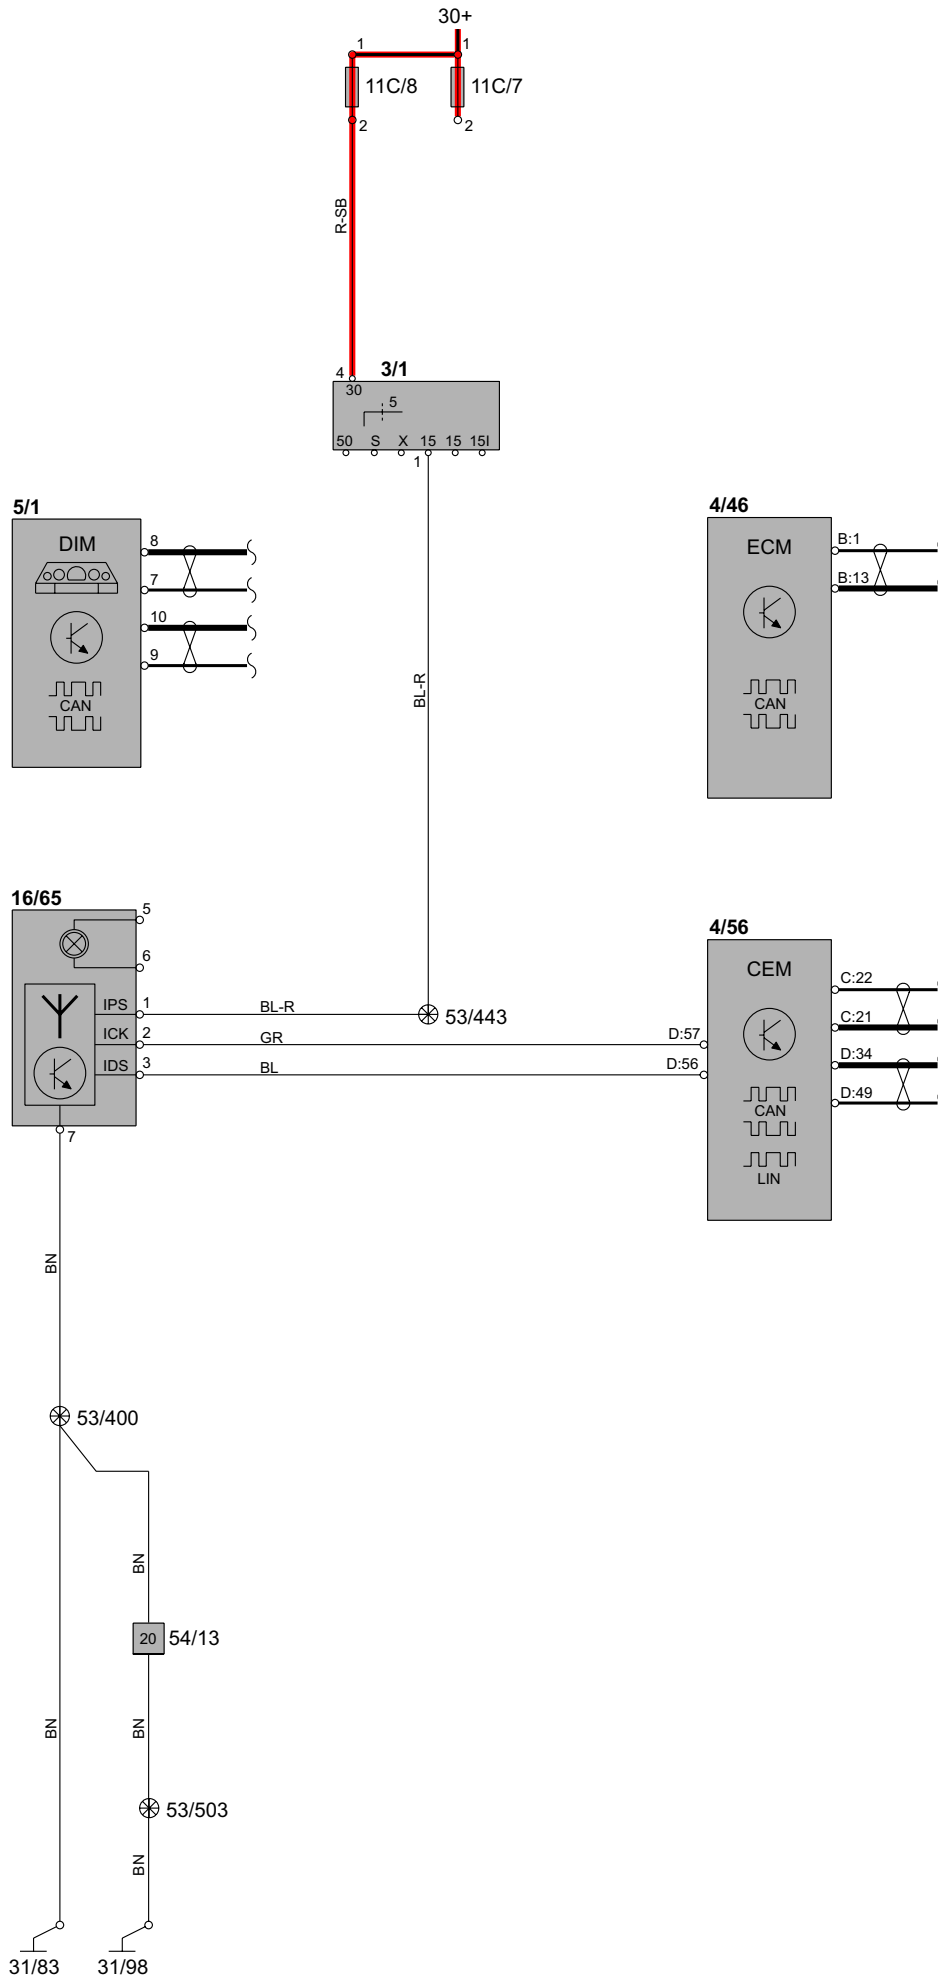 30+
1
1
11C/8
11C/7
2
2
R-SB
4
3/1
30
5
50
S
X
15
15
15I
1
5/1
DIM
8
7
10
9
CAN
4/46
ECM
B:1
B:13
CAN
BL-R
16/65
5
6
IPS
1
BL-R
53/443
ICK
2
GR
D:57
IDS
3
BL
D:56
7
4/56
CEM
C:22
C:21
D:34
D:49
CAN
LIN
BN
53/400
BN
20
54/13
BN
BN
53/503
BN
31/83
31/98